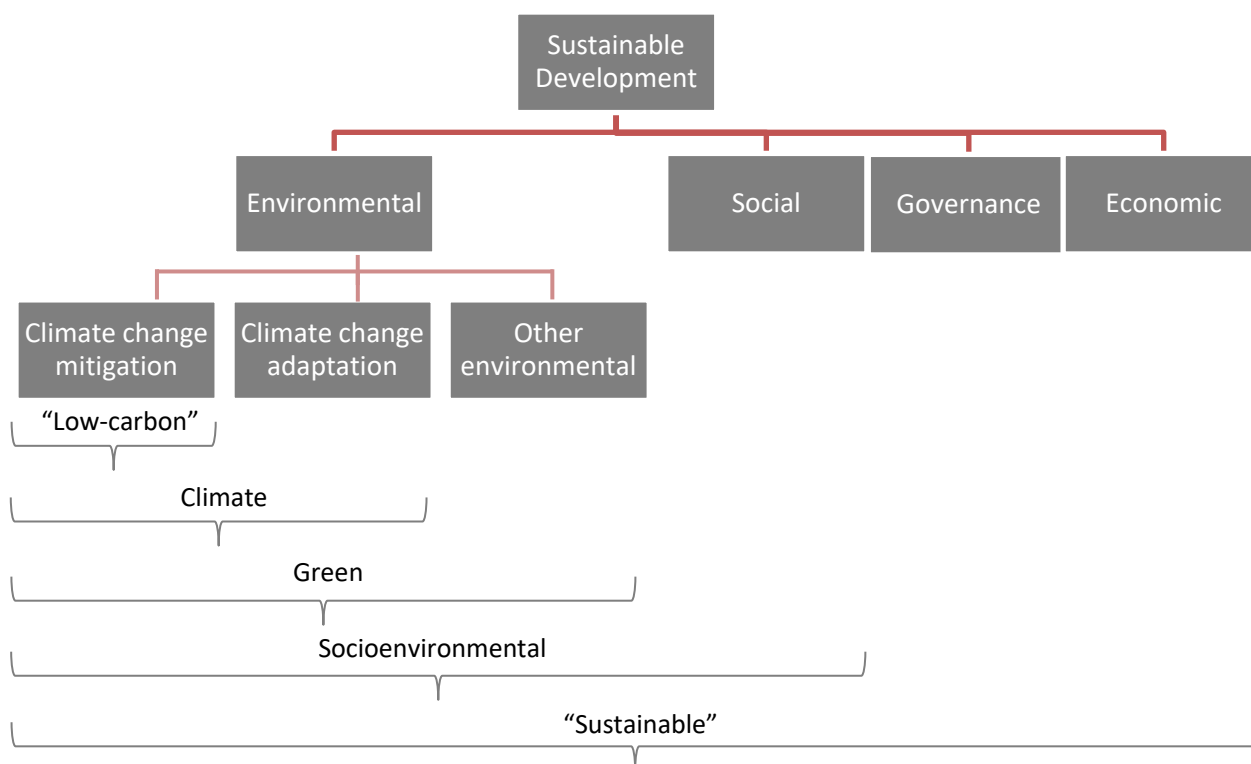 Sustainable
Development
Environmental
Social
Governance
Economic
Climate change
mitigation
Climate change
adaptation
Other
environmental
“Low-carbon”
Climate
Green
Socioenvironmental
“Sustainable”